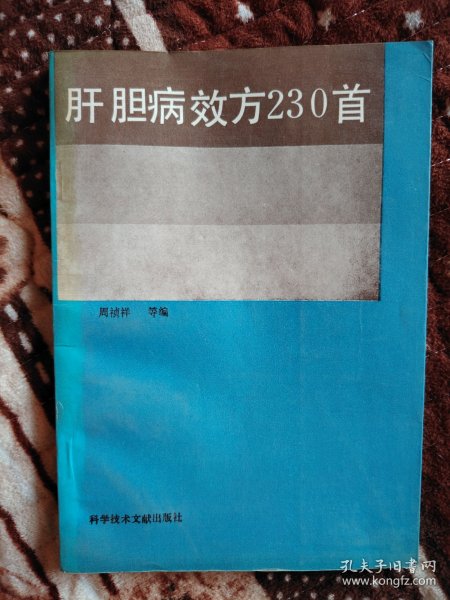 肝胆病效方230首
周祯祥 等编
科学技术文献出版社
孔夫子旧书网
www.kongfz.com